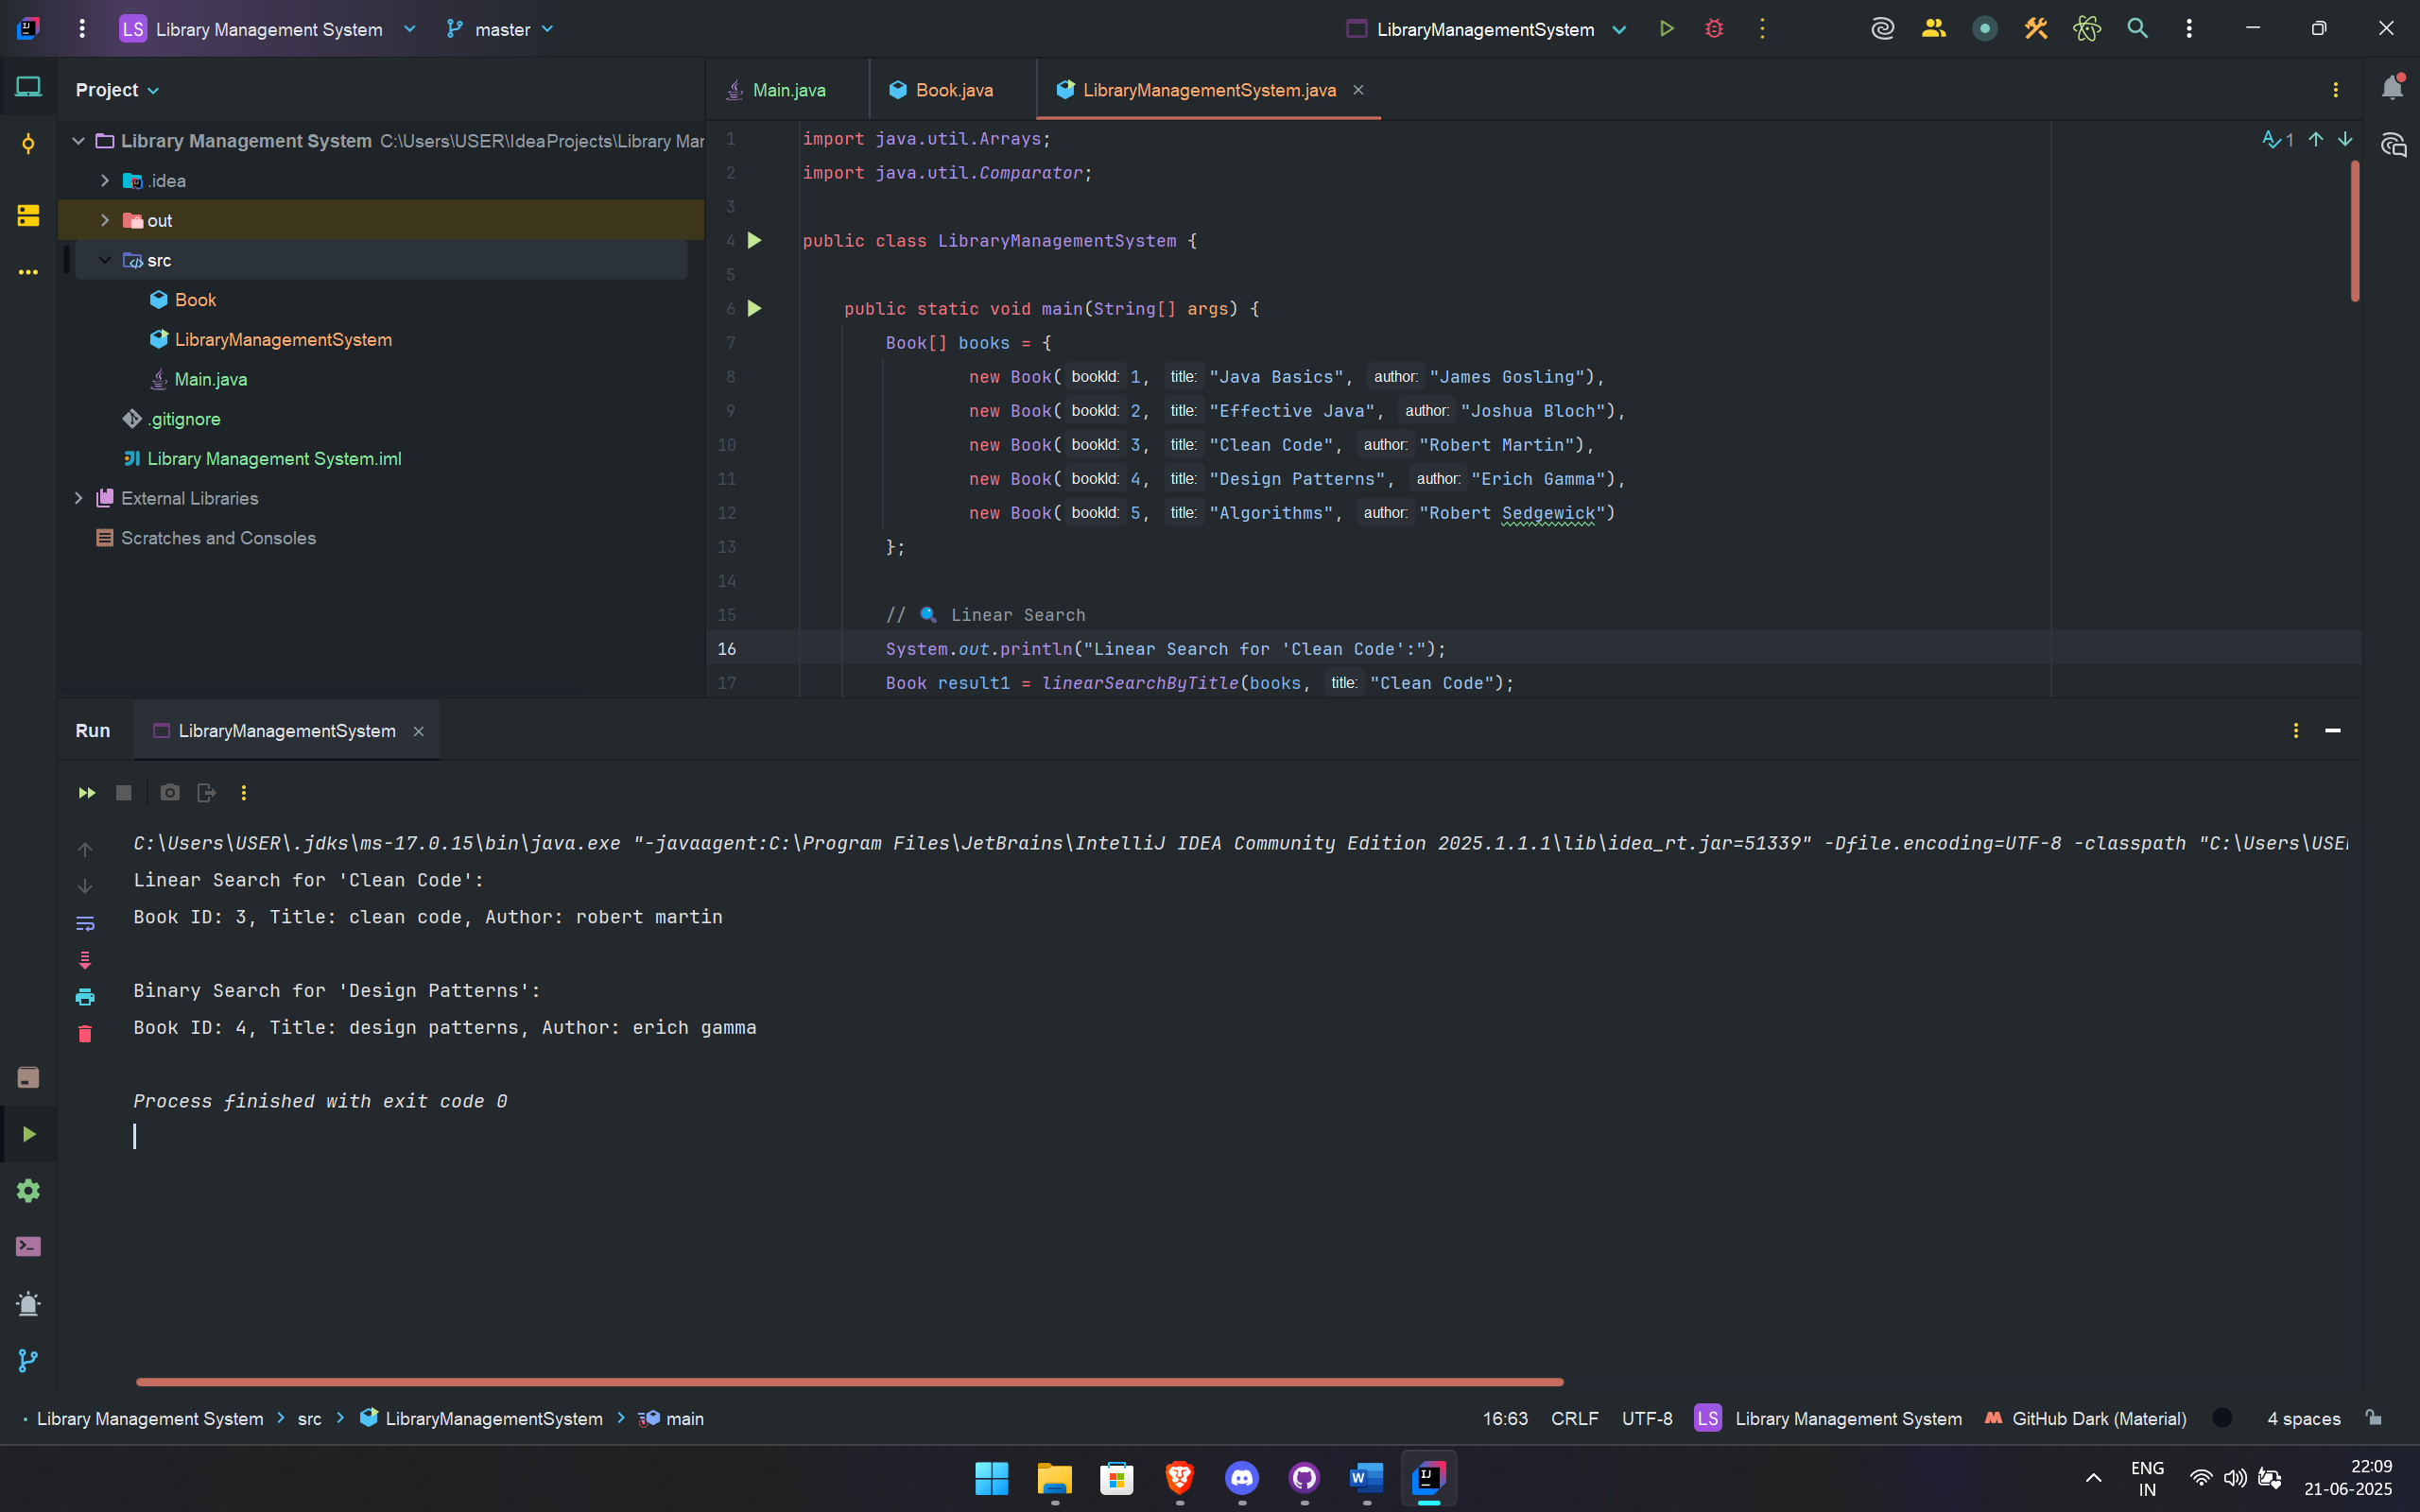 LS Library Management System master LibraryManagementSystem
Project
Main.java Book.java LibraryManagementSystem.java
Library Management System C:\Users\USER\IdeaProjects\Library Mar
.idea
out
src
Book
LibraryManagementSystem
Main.java
.gitignore
Library Management System.iml
External Libraries
Scratches and Consoles
1
1 import java.util.Arrays;
2 import java.util.Comparator;
3
4 public class LibraryManagementSystem {
5
6 public static void main(String[] args) {
7 Book[] books = {
8 new Book( bookId: 1, title: "Java Basics", author: "James Gosling"),
9 new Book( bookId: 2, title: "Effective Java", author: "Joshua Bloch"),
10 new Book( bookId: 3, title: "Clean Code", author: "Robert Martin"),
11 new Book( bookId: 4, title: "Design Patterns", author: "Erich Gamma"),
12 new Book( bookId: 5, title: "Algorithms", author: "Robert Sedgewick")
13 };
14
15 // 🔍 Linear Search
16 System.out.println("Linear Search for 'Clean Code':");
17 Book result1 = linearSearchByTitle(books, title: "Clean Code");
Run LibraryManagementSystem
C:\Users\USER\.jdks\ms-17.0.15\bin\java.exe "-javaagent:C:\Program Files\JetBrains\IntelliJ IDEA Community Edition 2025.1.1.1\lib\idea_rt.jar=51339" -Dfile.encoding=UTF-8 -classpath "C:\Users\USE
Linear Search for 'Clean Code':
Book ID: 3, Title: clean code, Author: robert martin
Binary Search for 'Design Patterns':
Book ID: 4, Title: design patterns, Author: erich gamma
Process finished with exit code 0
Library Management System > src > LibraryManagementSystem > main
16:63 CRLF UTF-8 LS Library Management System GitHub Dark (Material) 4 spaces
ENG
IN
22:09
21-06-2025